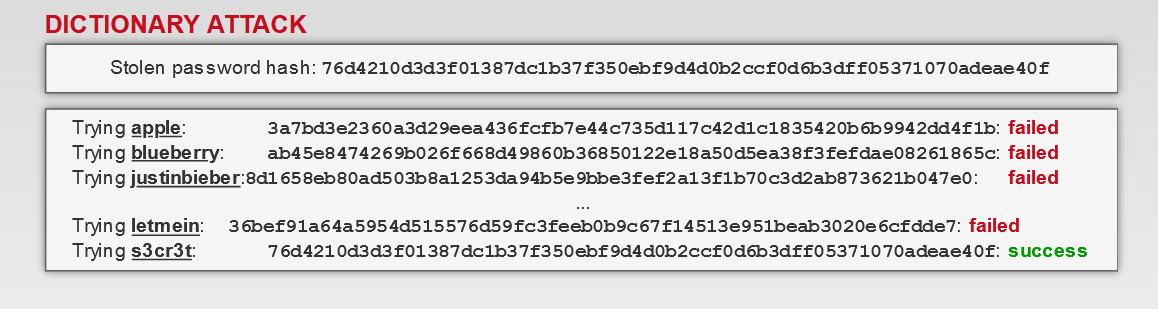 DICTIONARY ATTACK
Stolen password hash: 76d4210d3d3f01387dc1b37f350ebf9d4d0b2ccf0d6b3dff05371070adeae40f
Trying apple: 3a7bd3e2360a3d29eea436fcfb7e44c735d117c42d1c1835420b6b9942dd4f1b: failed
Trying blueberry: ab45e8474269b026f668d49860b36850122e18a50d5ea38f3fefdae08261865c: failed
Trying justinbieber:8d1658eb80ad503b8a1253da94b5e9bbe3fef2a13f1b70c3d2ab873621b047e0: failed
...
Trying letmein: 36bef91a64a5954d515576d59fc3feeb0b9c67f14513e951beab3020e6cfdde7: failed
Trying s3cr3t: 76d4210d3d3f01387dc1b37f350ebf9d4d0b2ccf0d6b3dff05371070adeae40f: success